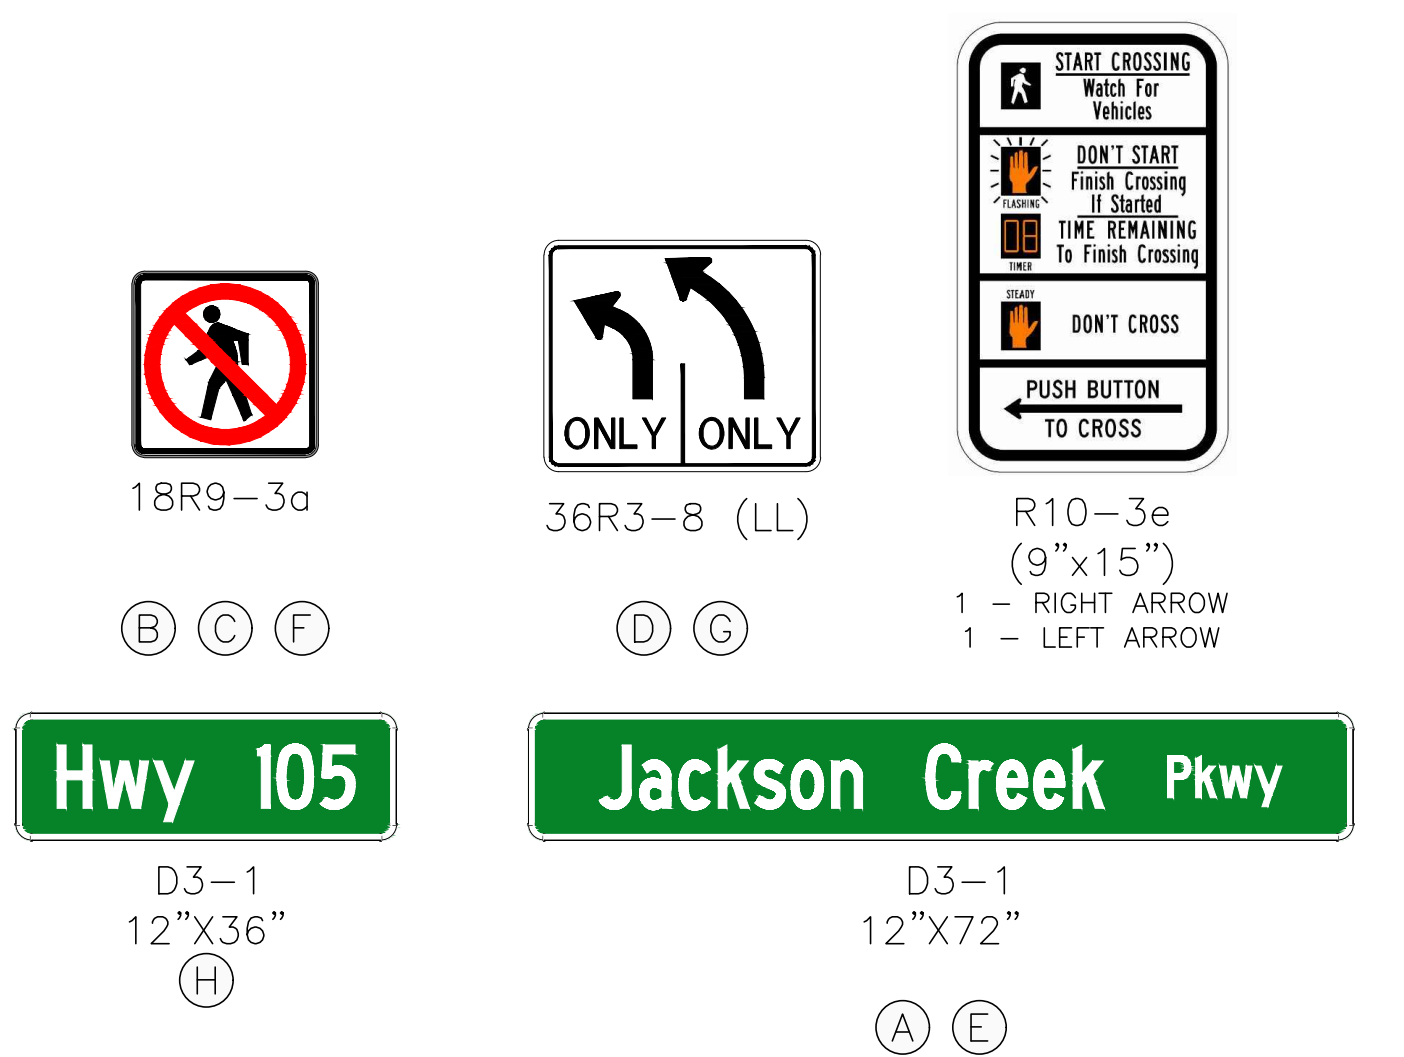 START CROSSING
Watch For
Vehicles
DON'T START
Finish Crossing
If Started
FLASHING
TIME REMAINING
To Finish Crossing
08
TIMER
STEADY
DON'T CROSS
PUSH BUTTON
TO CROSS
ONLY ONLY
18R9-3a
36R3-8 (LL)
R10-3e
(9"x15")
1 - RIGHT ARROW
1 - LEFT ARROW
B C F
D G
Hwy 105
Jackson Creek Pkwy
D3-1
12"X36"
H
D3-1
12"X72"
A E